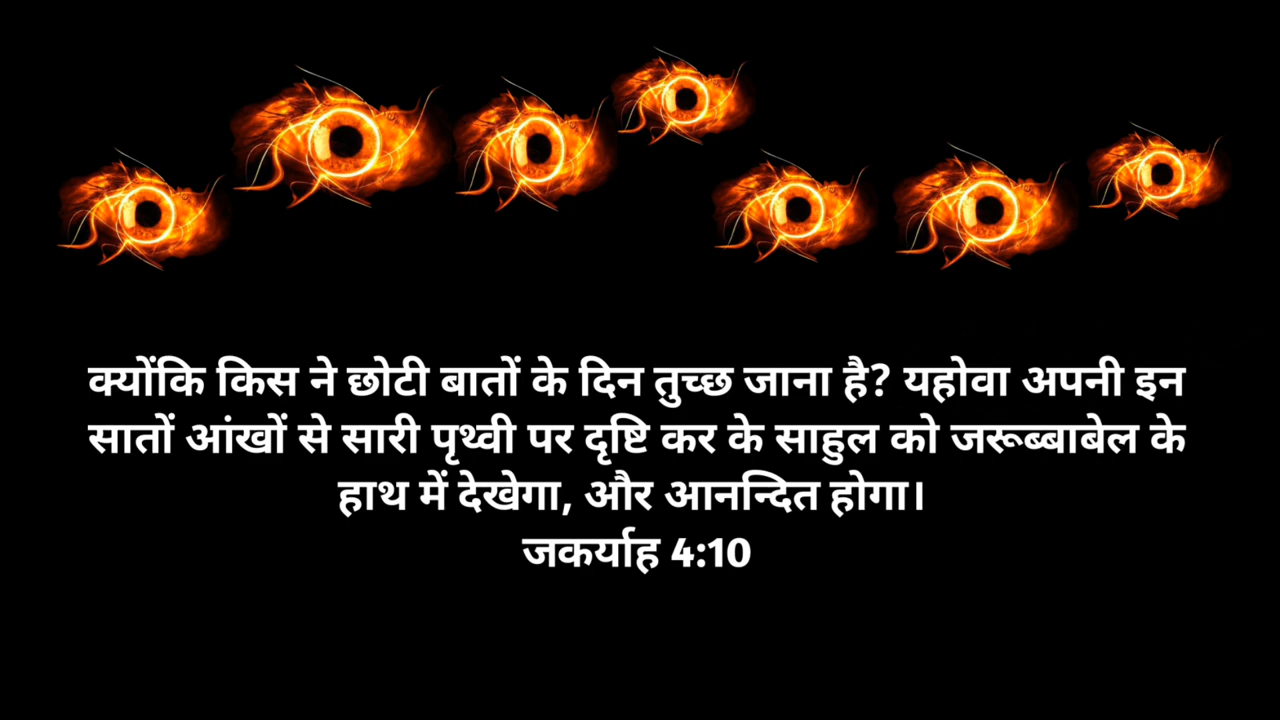 क्योंकि किस ने छोटी बातों के दिन तुच्छ जाना है? यहोवा अपनी इन
सातों आंखों से सारी पृथ्वी पर दृष्टि कर के साहुल को जरूब्बाबेल के
हाथ में देखेगा, और आनन्दित होगा।
जकर्याह 4:10